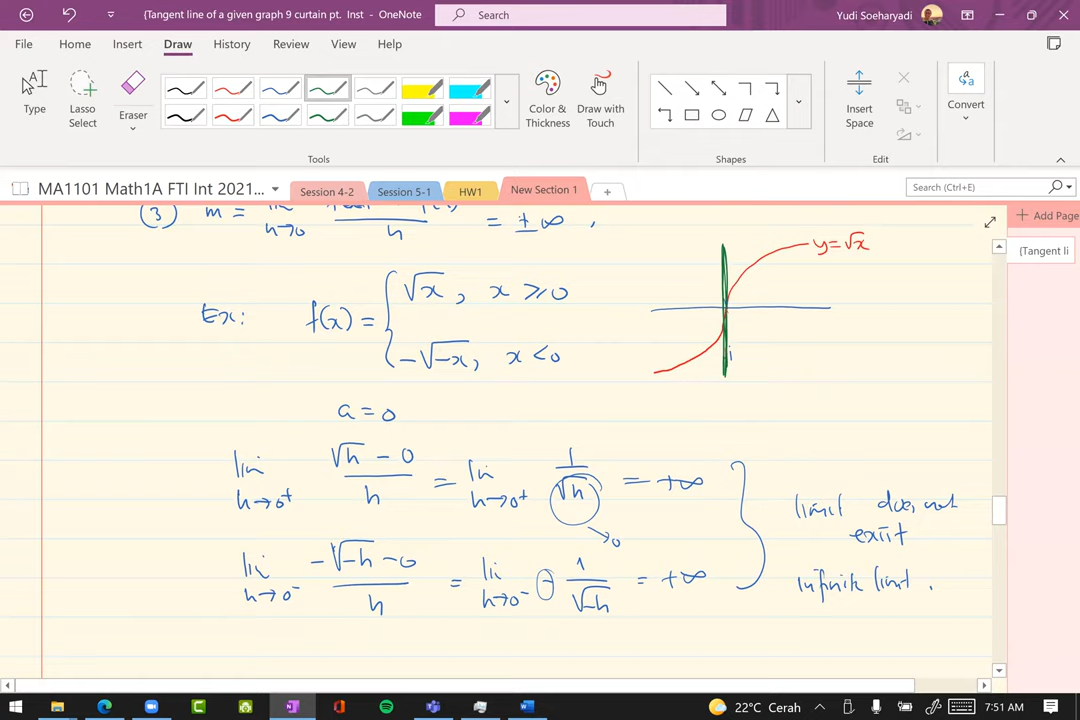 {Tangent line of a given graph 9 curtain pt. Inst - OneNote
Search
Yudi Soeharyadi
File Home Insert Draw History Review View Help
Type
Lasso Select
Eraser
Color & Thickness
Draw with Touch
Insert Space
Convert
Tools
Shapes
Edit
MA1101 Math1A FTI Int 2021...
Session 4-2
Session 5-1
HW1
New Section 1
+
Search (Ctrl+E)
+ Add Page
{Tangent li
(3) m = lim h→0 h = ±∞,
y=√x
Ex: f(x) = { √x, x ≥ 0
-√-x, x < 0
a = 0
lim h→0⁺ (√h - 0)/h = lim h→0⁺ 1/√h = +∞
→0
limit does not
exist
lim h→0⁻ (-√-h - 0)/h = lim h→0⁻ - 1/√-h = +∞
infinite limit.
22°C Cerah
7:51 AM